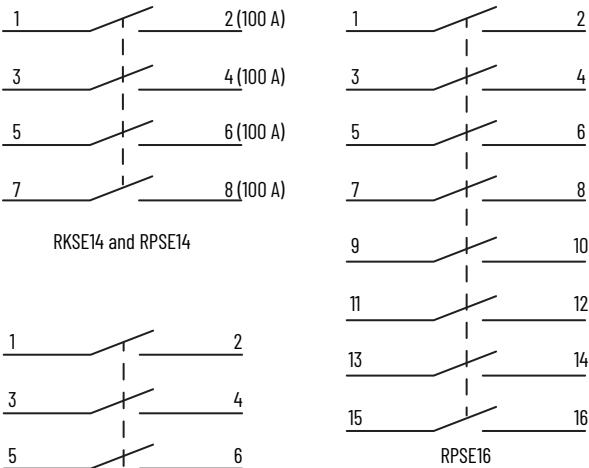 1 2 (100 A)
3 4 (100 A)
5 6 (100 A)
7 8 (100 A)
RKSE14 and RPSE14
1 2
3 4
5 6
1 2
3 4
5 6
7 8
9 10
11 12
13 14
15 16
RPSE16